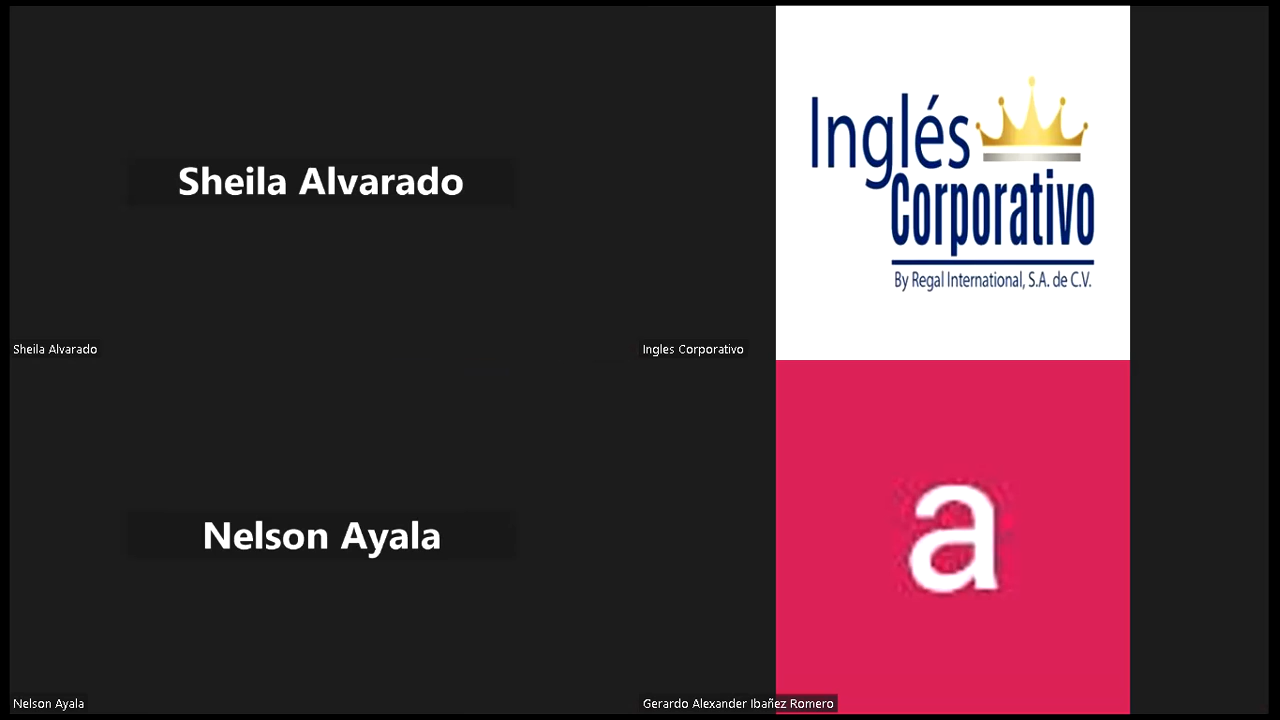 Sheila Alvarado
Sheila Alvarado
Inglés
Corporativo
By Regal International, S.A. de C.V.
Ingles Corporativo
Nelson Ayala
Nelson Ayala
a
Gerardo Alexander Ibañez Romero